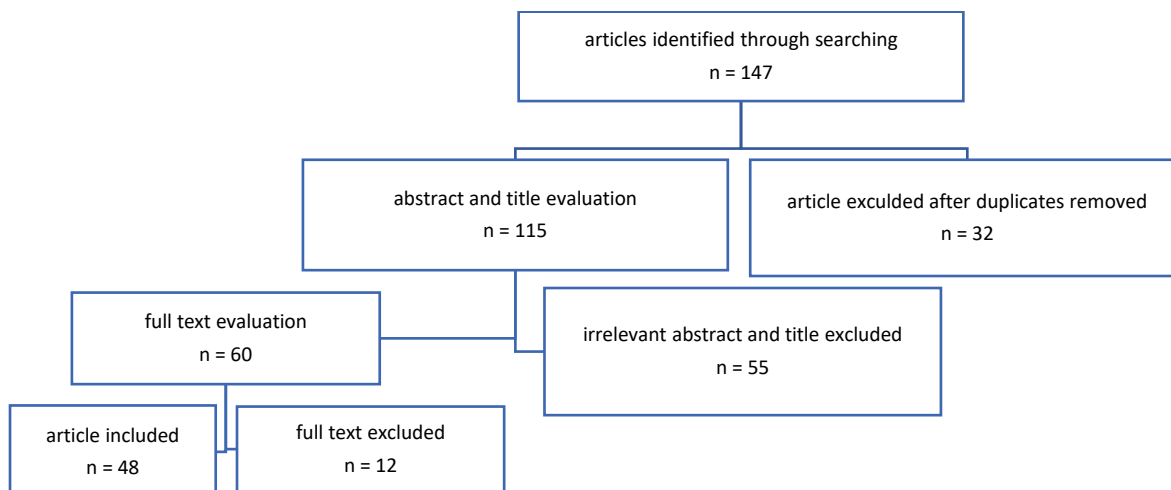 articles identified through searching
n = 147
abstract and title evaluation
n = 115
article exculded after duplicates removed
n = 32
full text evaluation
n = 60
irrelevant abstract and title excluded
n = 55
article included
n = 48
full text excluded
n = 12